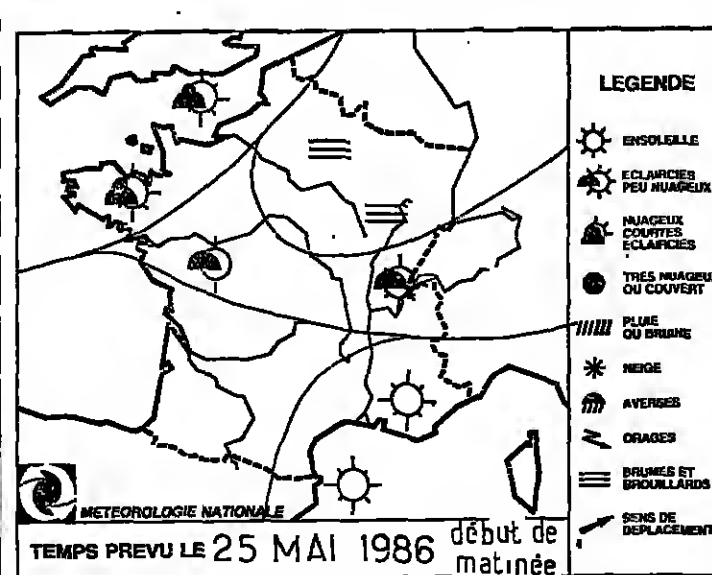 LEGENDE
ENSOLEILLE
ECLAIRCIES
PEU NUAGEUX
NUAGEUX
COURTES
ECLAIRCIES
TRES NUAGEUX
OU COUVERT
PLUIE
OU BRUINE
NEIGE
AVERSES
ORAGES
BRUMES ET
BROUILLARDS
SENS DE
DEPLACEMENT
METEOROLOGIE NATIONALE
TEMPS PREVU LE 25 MAI 1986 début de
matinée